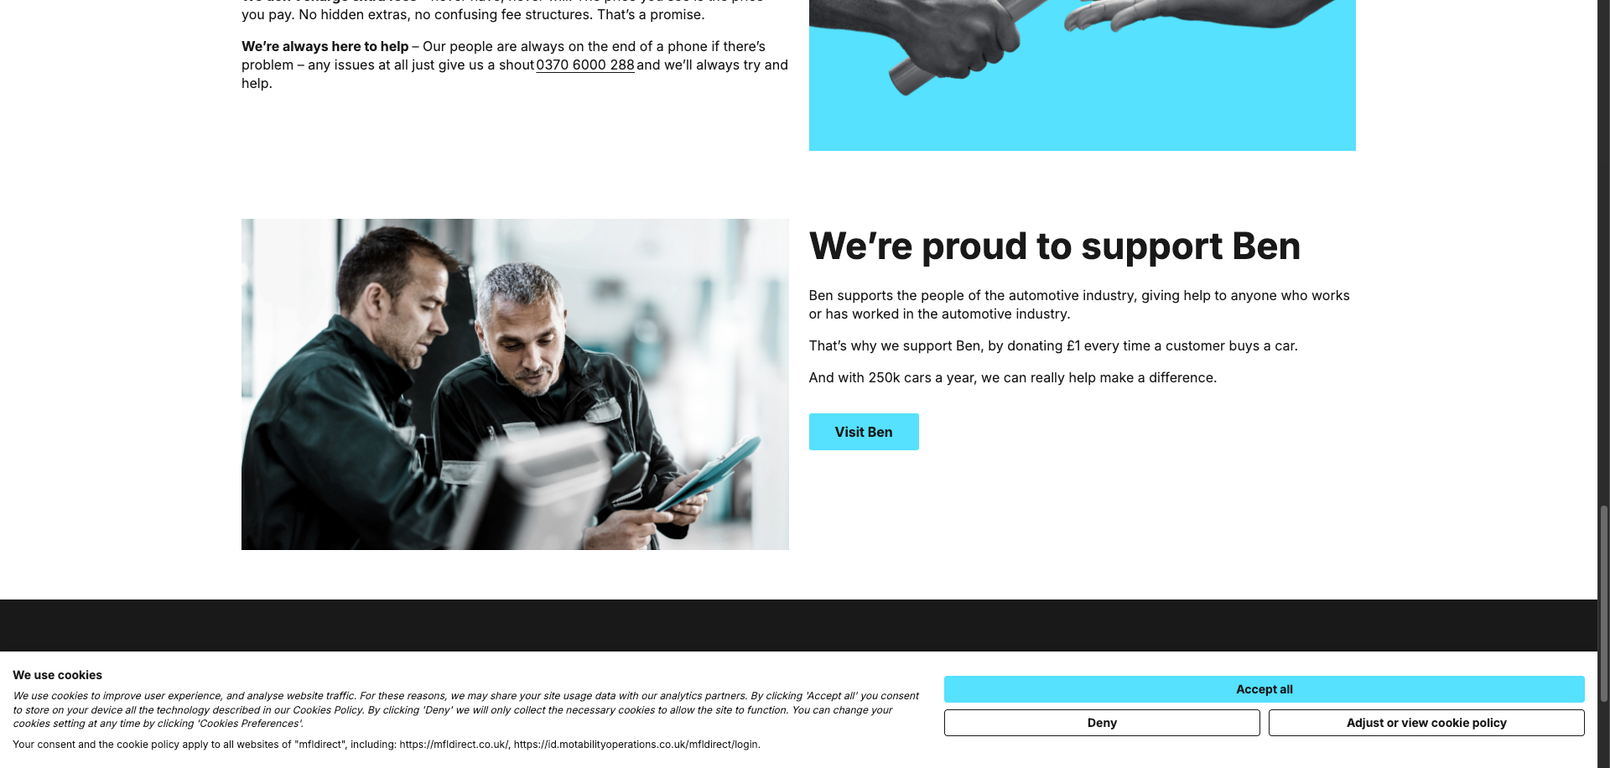 you pay. No hidden extras, no confusing fee structures. That’s a promise.
We’re always here to help – Our people are always on the end of a phone if there’s
problem – any issues at all just give us a shout 0370 6000 288 and we’ll always try and
help.
We’re proud to support Ben
Ben supports the people of the automotive industry, giving help to anyone who works
or has worked in the automotive industry.
That’s why we support Ben, by donating £1 every time a customer buys a car.
And with 250k cars a year, we can really help make a difference.
Visit Ben
We use cookies
We use cookies to improve user experience, and analyse website traffic. For these reasons, we may share your site usage data with our analytics partners. By clicking 'Accept all' you consent
to store on your device all the technology described in our Cookies Policy. By clicking 'Deny' we will only collect the necessary cookies to allow the site to function. You can change your
cookies setting at any time by clicking 'Cookies Preferences'.
Your consent and the cookie policy apply to all websites of "mfldirect", including: https://mfldirect.co.uk/, https://id.motabilityoperations.co.uk/mfldirect/login.
Accept all
Deny
Adjust or view cookie policy